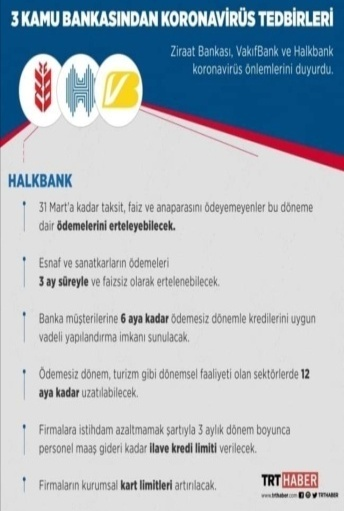 3 KAMU BANKASINDAN KORONAVİRÜS TEDBİRLERİ
Ziraat Bankası, VakıfBank ve Halkbank
koronavirüs önlemlerini duyurdu.
HALKBANK
31 Mart'a kadar taksit, faiz ve anaparasını ödeyemeyenler bu döneme
dair ödemelerini erteleyebilecek.
Esnaf ve sanatkarların ödemeleri
3 ay süreyle ve faizsiz olarak ertelenebilecek.
Banka müşterilerine 6 aya kadar ödemesiz dönemle kredilerini uygun
vadeli yapılandırma imkanı sunulacak.
Ödemesiz dönem, turizm gibi dönemsel faaliyeti olan sektörlerde 12
aya kadar uzatılabilecek.
Firmalara istihdam azaltmamak şartıyla 3 aylık dönem boyunca
personel maaş gideri kadar ilave kredi limiti verilecek.
Firmaların kurumsal kart limitleri artırılacak.
TRT HABER
www.trthaber.com TRTHABER